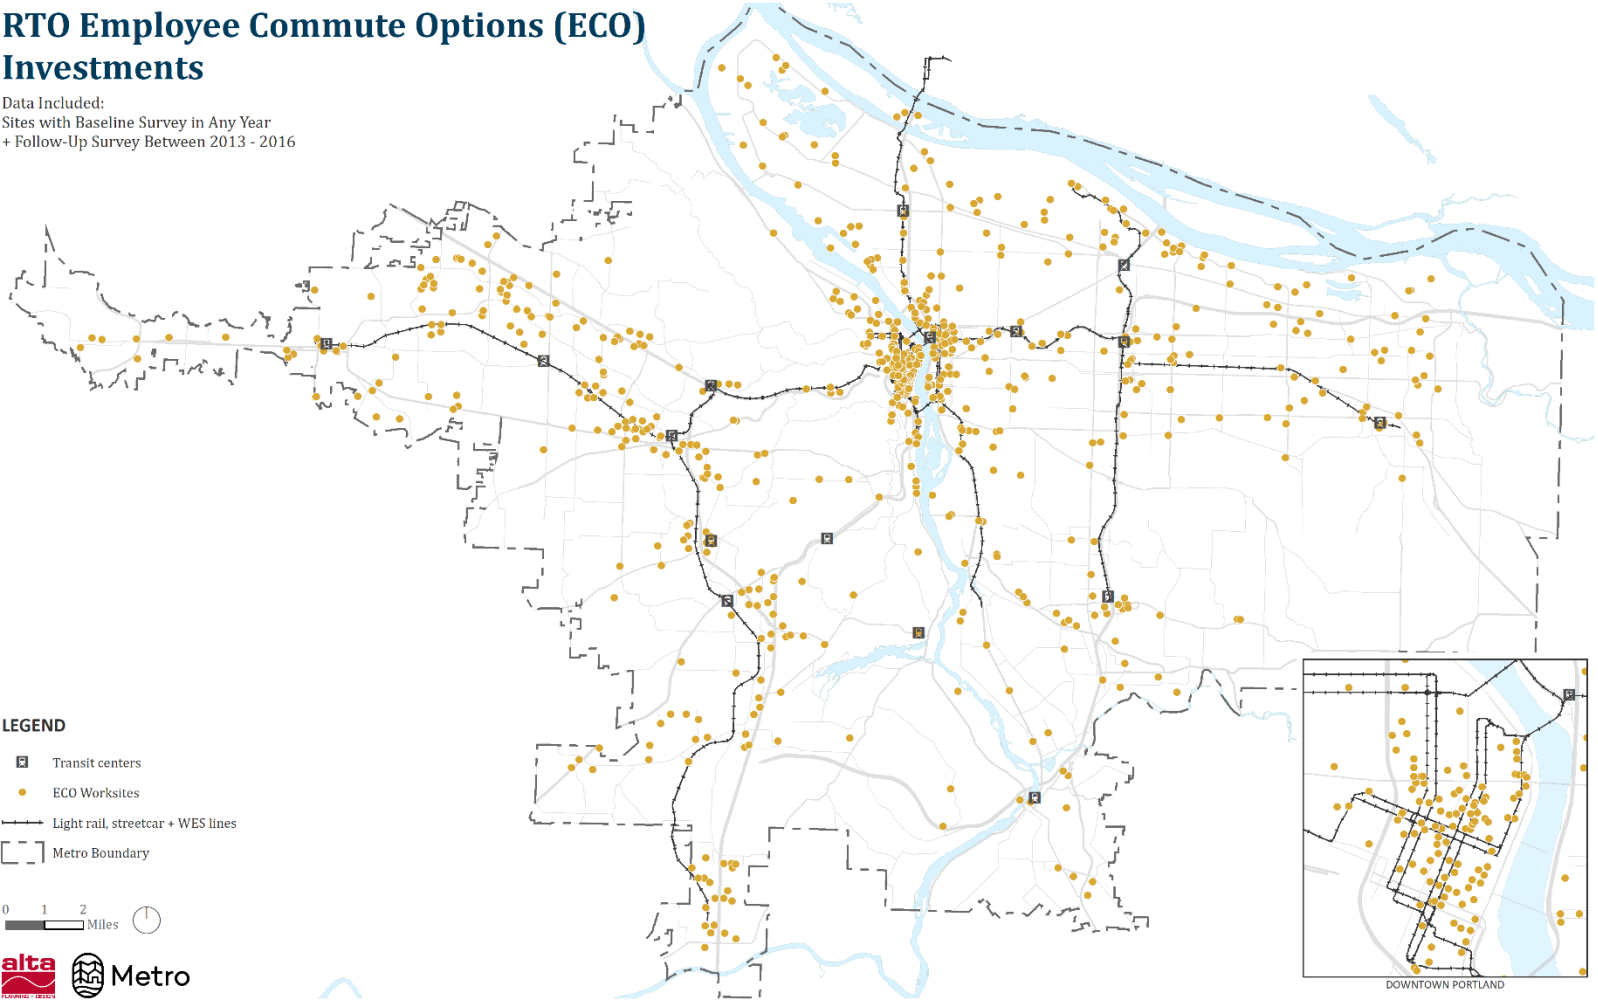 RTO Employee Commute Options (ECO)
Investments
Data Included:
Sites with Baseline Survey in Any Year
+ Follow-Up Survey Between 2013 - 2016
LEGEND
Transit centers
ECO Worksites
Light rail, streetcar + WES lines
Metro Boundary
0 1 2
Miles
alta
PLANNING + DESIGN
Metro
DOWNTOWN PORTLAND